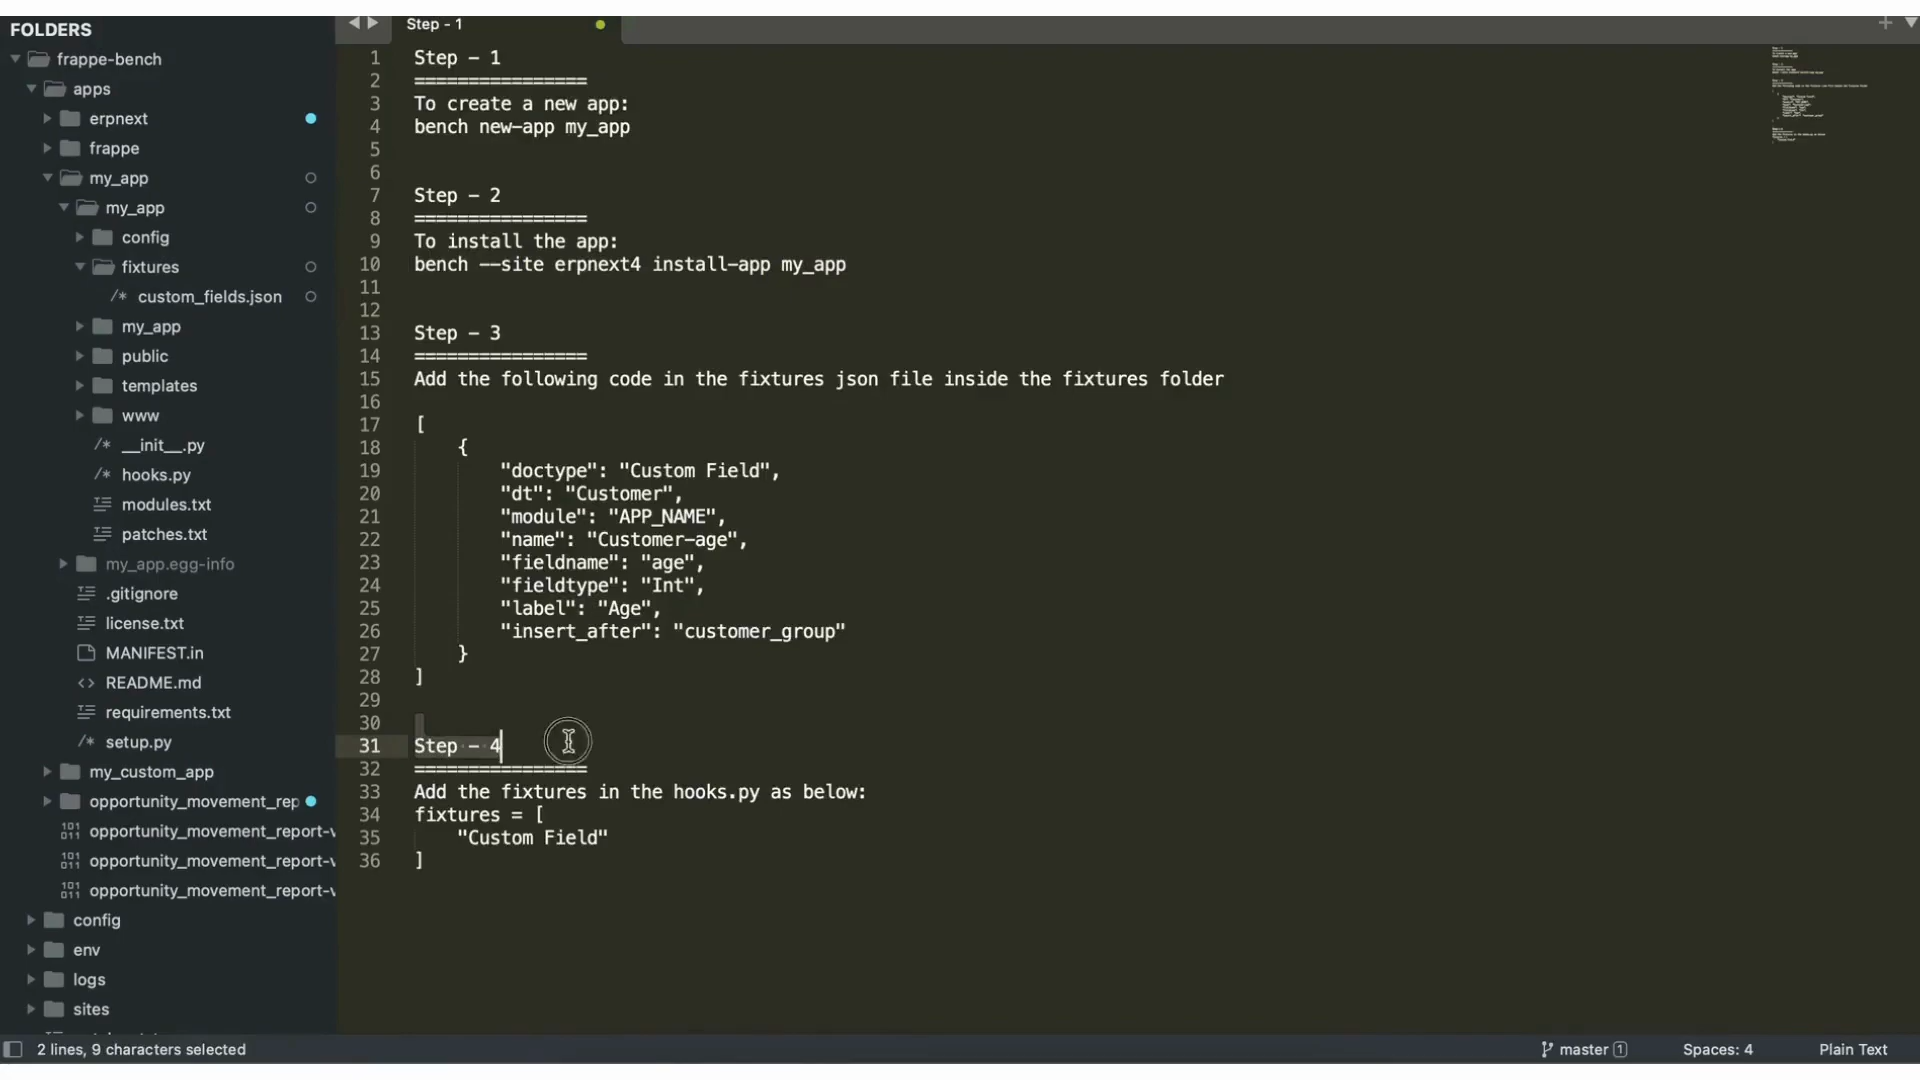 FOLDERS
frappe-bench
apps
erpnext
frappe
my_app
my_app
config
fixtures
/* custom_fields.json
my_app
public
templates
www
/* __init__.py
/* hooks.py
modules.txt
patches.txt
my_app.egg-info
.gitignore
license.txt
MANIFEST.in
<> README.md
requirements.txt
/* setup.py
my_custom_app
opportunity_movement_rep
opportunity_movement_report-v
opportunity_movement_report-v
opportunity_movement_report-v
config
env
logs
sites
Step - 1
1 Step - 1
2 ================
3 To create a new app:
4 bench new-app my_app
5
6
7 Step - 2
8 ================
9 To install the app:
10 bench --site erpnext4 install-app my_app
11
12
13 Step - 3
14 ================
15 Add the following code in the fixtures json file inside the fixtures folder
16
17 [
18 {
19 "doctype": "Custom Field",
20 "dt": "Customer",
21 "module": "APP_NAME",
22 "name": "Customer-age",
23 "fieldname": "age",
24 "fieldtype": "Int",
25 "label": "Age",
26 "insert_after": "customer_group"
27 }
28 ]
29
30
31 Step - 4
32 ================
33 Add the fixtures in the hooks.py as below:
34 fixtures = [
35 "Custom Field"
36 ]
2 lines, 9 characters selected
master 1
Spaces: 4
Plain Text